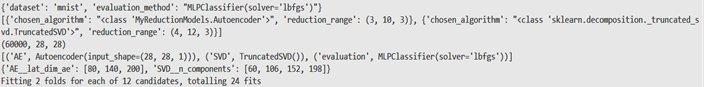 {'dataset': 'mnist', 'evaluation_method': "MLPClassifier(solver='lbfgs')"}
[{'chosen_algorithm': "<class 'MyReductionModels.Autoencoder'>", 'reduction_range': (3, 10, 3)}, {'chosen_algorithm': "<class 'sklearn.decomposition._truncated_s
vd.TruncatedSVD'>", 'reduction_range': (4, 12, 3)}]
(60000, 28, 28)
[('AE', Autoencoder(input_shape=(28, 28, 1))), ('SVD', TruncatedSVD()), ('evaluation', MLPClassifier(solver='lbfgs'))]
{'AE__lat_dim_ae': [80, 140, 200], 'SVD__n_components': [60, 106, 152, 198]}
Fitting 2 folds for each of 12 candidates, totalling 24 fits